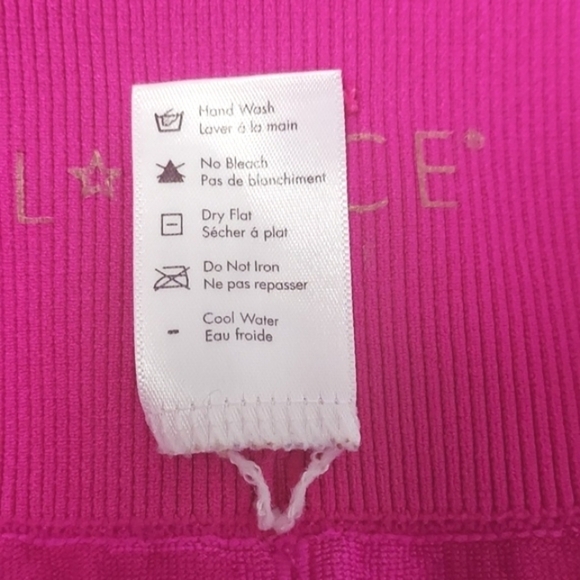 Hand Wash
Laver á la main
No Bleach
Pas de blanchiment
Dry Flat
Sécher á plat
Do Not Iron
Ne pas repasser
Cool Water
Eau froide